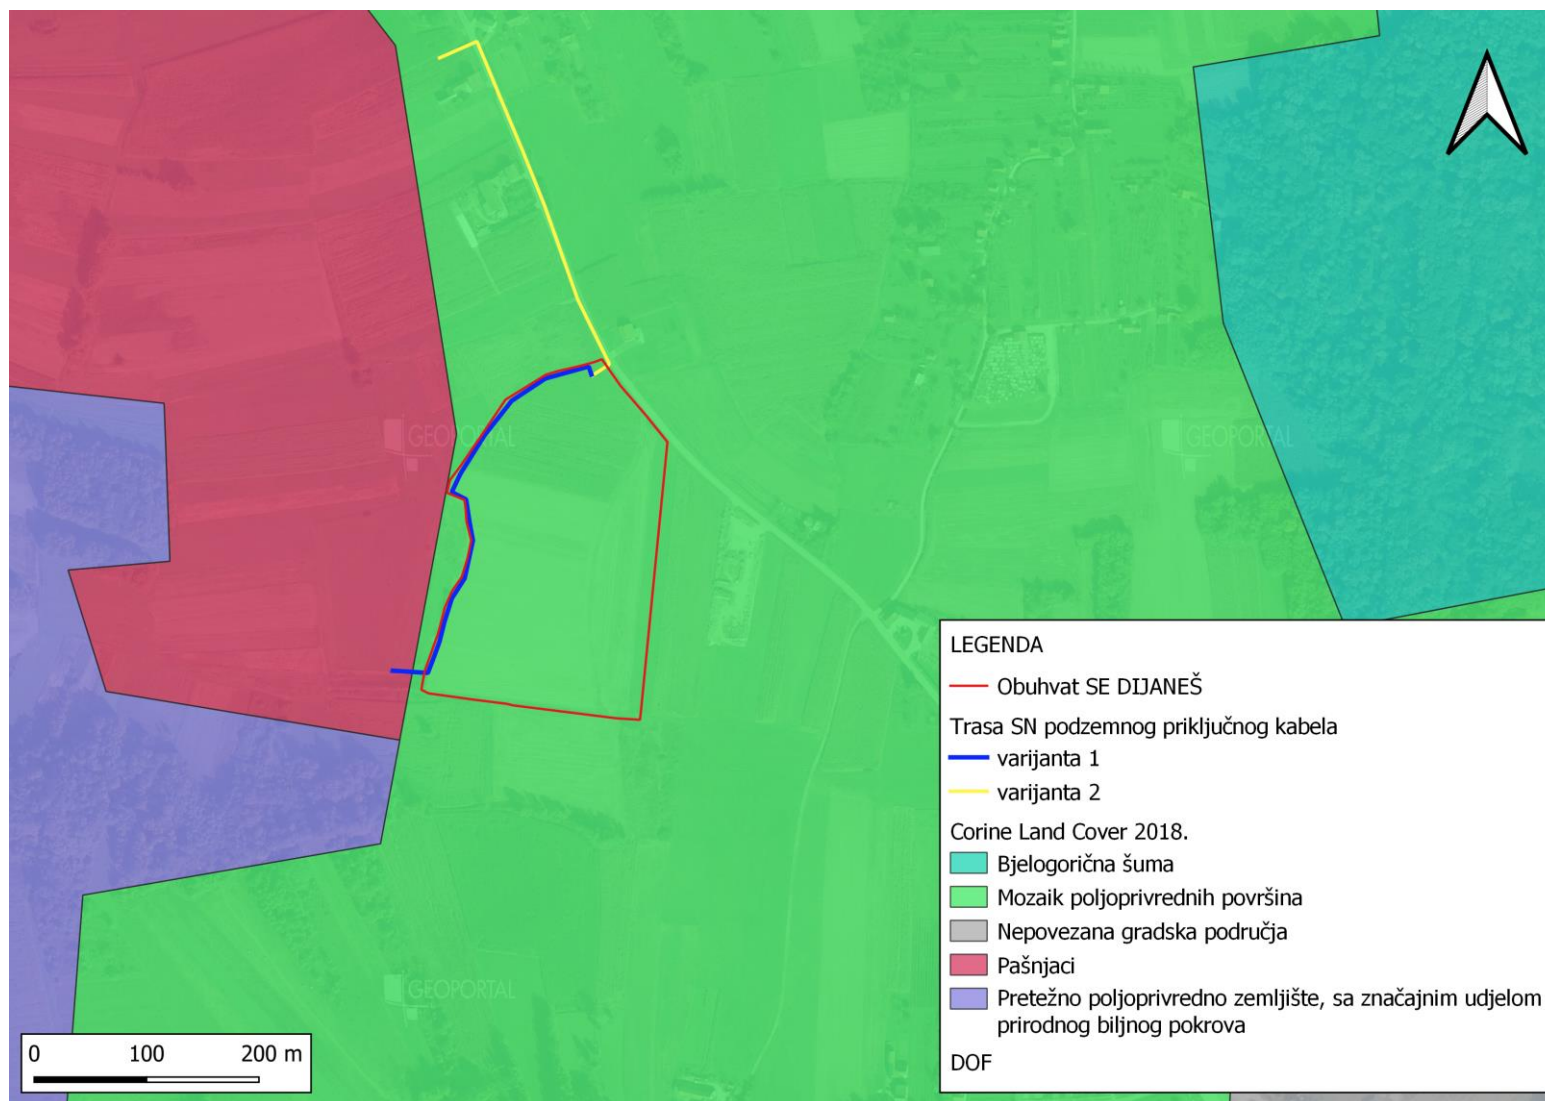 GEOPORTAL
GEOPORTAL
GEOPORTAL
LEGENDA
Obuhvat SE DIJANEŠ
Trasa SN podzemnog priključnog kabela
varijanta 1
varijanta 2
Corine Land Cover 2018.
Bjelogorična šuma
Mozaik poljoprivrednih površina
Nepovezana gradska područja
Pašnjaci
Pretežno poljoprivredno zemljište, sa značajnim udjelom
prirodnog biljnog pokrova
DOF
0 100 200 m